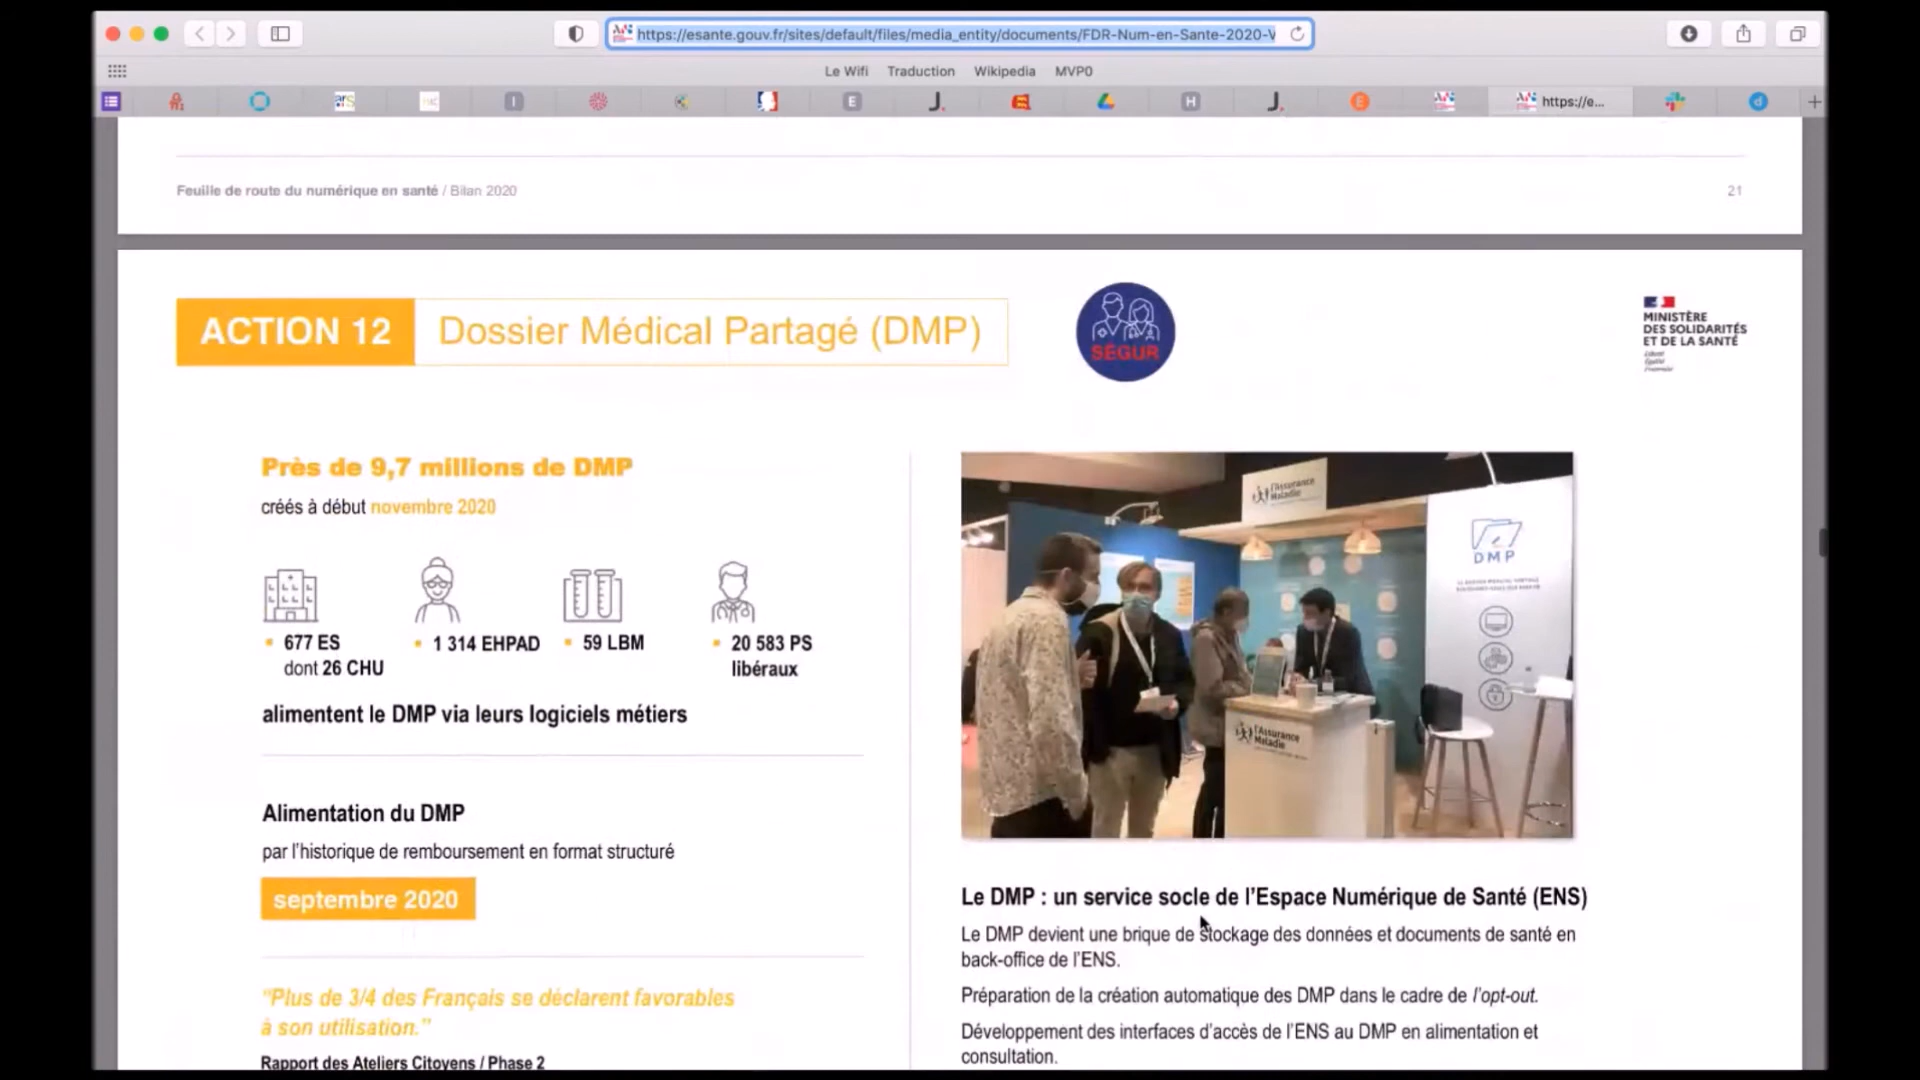 https://esante.gouv.fr/sites/default/files/media_entity/documents/FDR-Num-en-Sante-2020-V
Le Wifi Traduction Wikipedia MVP0
https://e...
Feuille de route du numérique en santé / Bilan 2020
21
ACTION 12 Dossier Médical Partagé (DMP)
SÉGUR
MINISTÈRE
DES SOLIDARITÉS
ET DE LA SANTÉ
Liberté
Égalité
Fraternité
Près de 9,7 millions de DMP
créés à début novembre 2020
677 ES
dont 26 CHU
1 314 EHPAD
59 LBM
20 583 PS
libéraux
alimentent le DMP via leurs logiciels métiers
Alimentation du DMP
par l'historique de remboursement en format structuré
septembre 2020
"Plus de 3/4 des Français se déclarent favorables
à son utilisation."
Rapport des Ateliers Citoyens / Phase 2
l'Assurance
Maladie
DMP
l'Assurance
Maladie
Le DMP : un service socle de l'Espace Numérique de Santé (ENS)
Le DMP devient une brique de stockage des données et documents de santé en
back-office de l'ENS.
Préparation de la création automatique des DMP dans le cadre de l'opt-out.
Développement des interfaces d'accès de l'ENS au DMP en alimentation et
consultation.